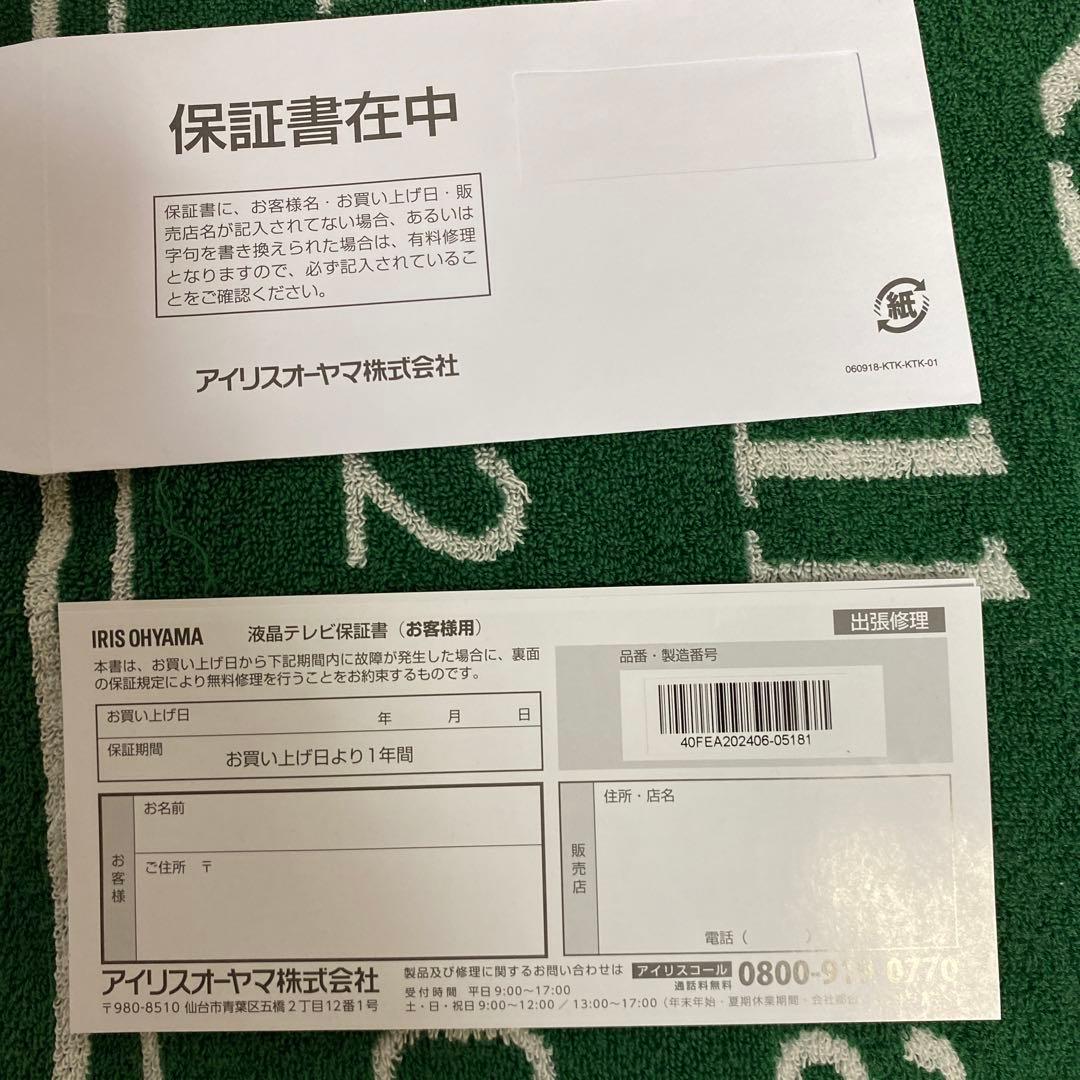 保証書在中
保証書に、お客様名・お買い上げ日・販
売店名が記入されてない場合、あるいは
字句を書き換えられた場合は、有料修理
となりますので、必ず記入されているこ
とをご確認ください。
アイリスオーヤマ株式会社
紙
060918-KTK-KTK-01
2
IRIS OHYAMA
液晶テレビ保証書（お客様用）
出張修理
本書は、お買い上げ日から下記期間内に故障が発生した場合に、裏面
の保証規定により無料修理を行うことをお約束するものです。
品番・製造番号
40FEA202406-05181
お買い上げ日 年 月 日
保証期間 お買い上げ日より1年間
お客様
お名前
ご住所 〒
販売店
住所・店名
電話（ ）
アイリスオーヤマ株式会社
〒980-8510 仙台市青葉区五橋2丁目12番1号
製品及び修理に関するお問い合わせは アイリスコール
通話料無料
0800-919-0770
受付時間 平日9:00～17:00
土・日・祝日9:00～12:00／13:00～17:00（年末年始・夏期休業期間・会社都合